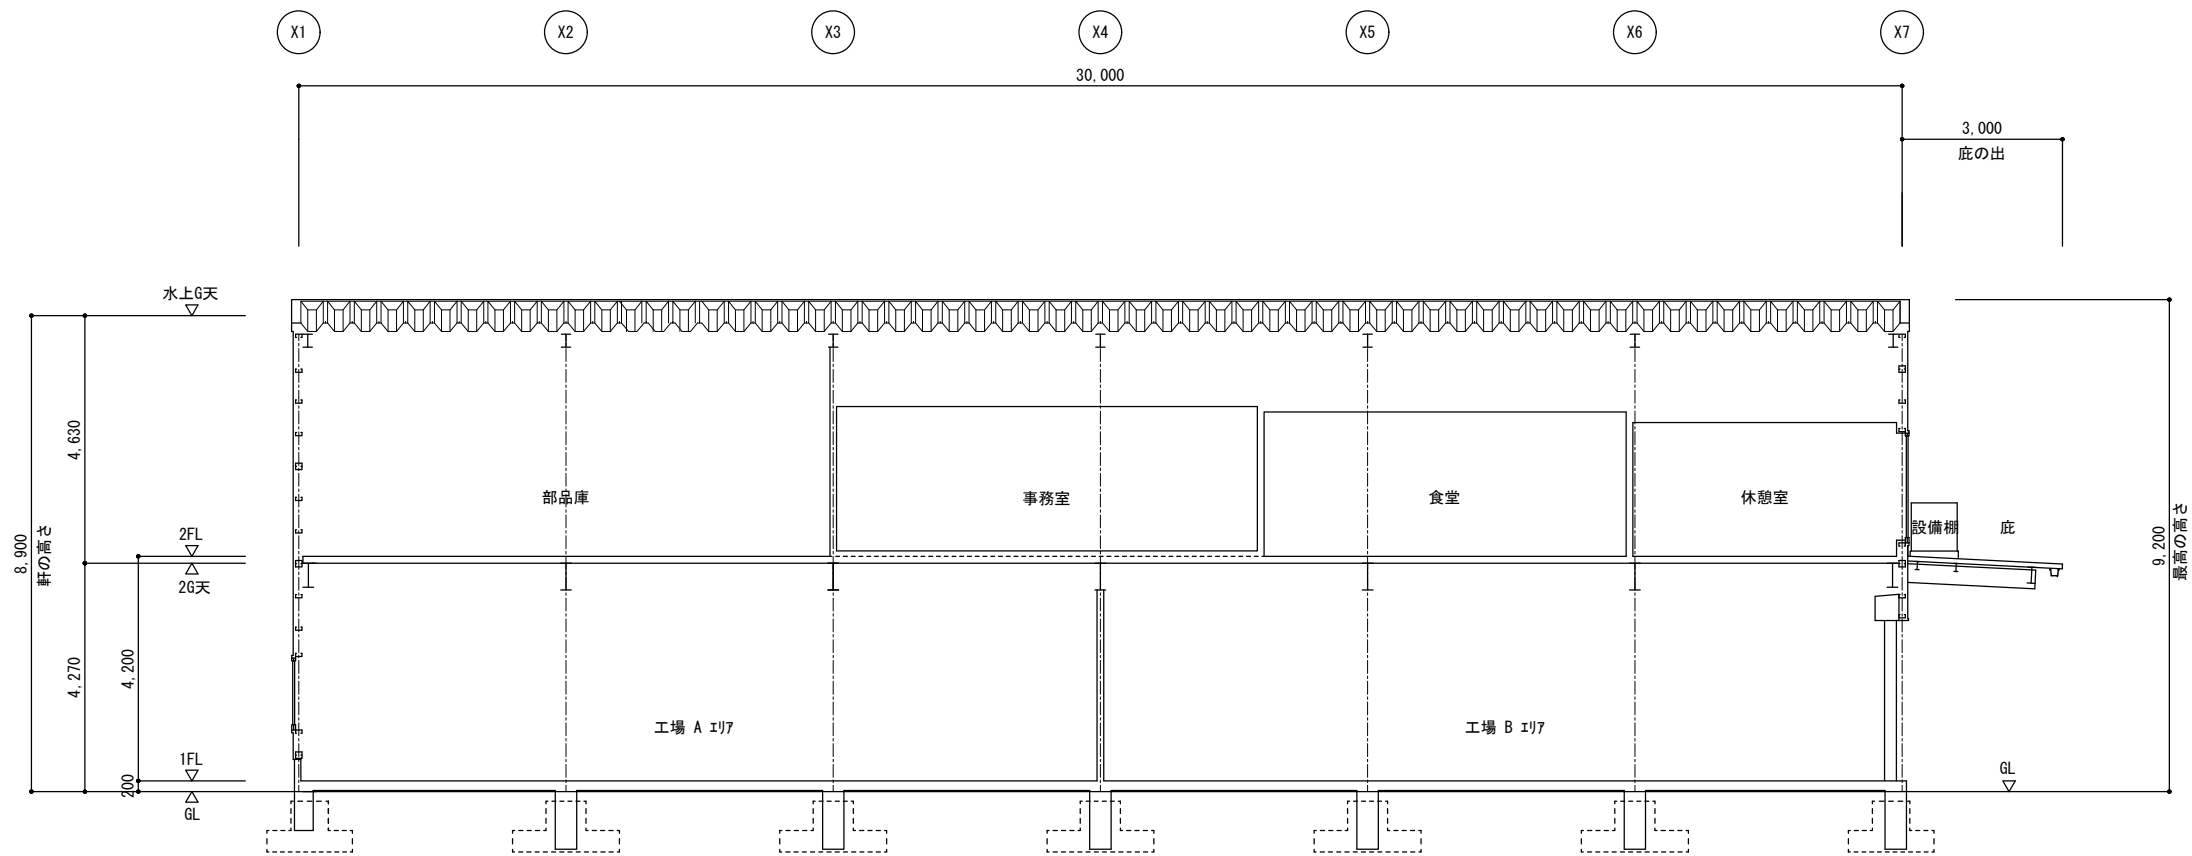 X1 X2 X3 X4 X5 X6 X7
30,000
3,000
庇の出
水上G天
4,630
8,900
軒の高さ
部品庫
事務室
食堂
休憩室
設備棚
庇
9,200
最高の高さ
2FL
2G天
4,270
4,200
工場 A ｴﾘｱ
工場 B ｴﾘｱ
1FL
200
GL
GL